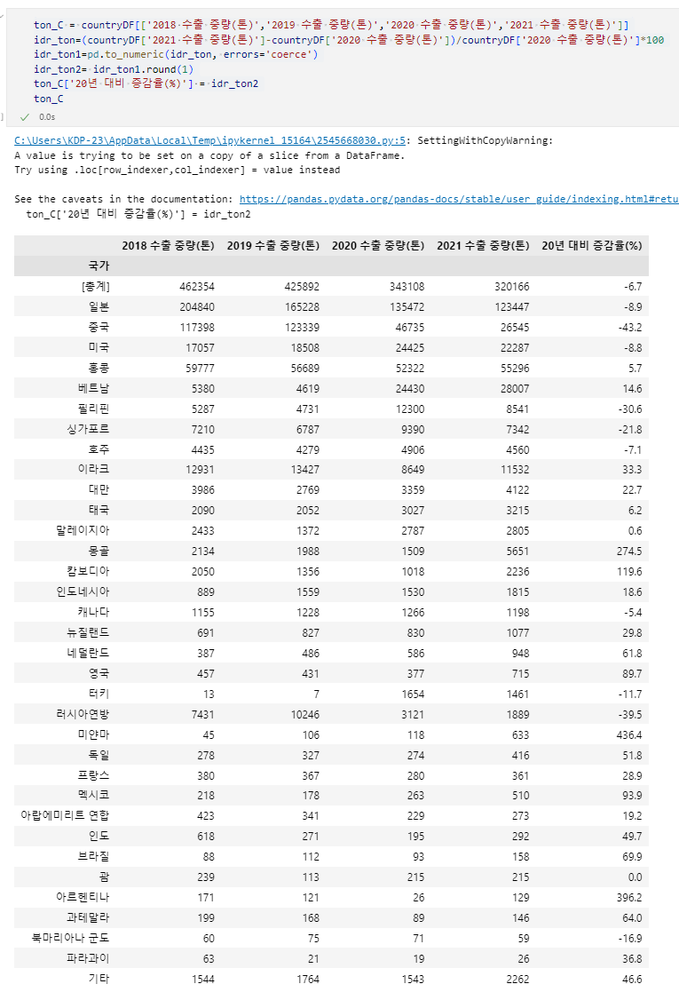 ton_C = countryDF[['2018 수출 중량(톤)','2019 수출 중량(톤)','2020 수출 중량(톤)','2021 수출 중량(톤)']]
idr_ton=(countryDF['2021 수출 중량(톤)']-countryDF['2020 수출 중량(톤)'])/countryDF['2020 수출 중량(톤)']*100
idr_ton1=pd.to_numeric(idr_ton, errors='coerce')
idr_ton2= idr_ton1.round(1)
ton_C['20년 대비 증감율(%)'] = idr_ton2
ton_C
] ✓ 0.0s
C:\Users\KDP-23\AppData\Local\Temp\ipykernel_15164\2545668030.py:5: SettingWithCopyWarning:
A value is trying to be set on a copy of a slice from a DataFrame.
Try using .loc[row_indexer,col_indexer] = value instead
See the caveats in the documentation: https://pandas.pydata.org/pandas-docs/stable/user_guide/indexing.html#retu
ton_C['20년 대비 증감율(%)'] = idr_ton2
2018 수출 중량(톤) 2019 수출 중량(톤) 2020 수출 중량(톤) 2021 수출 중량(톤) 20년 대비 증감율(%)
국가
[총계] 462354 425892 343108 320166 -6.7
일본 204840 165228 135472 123447 -8.9
중국 117398 123339 46735 26545 -43.2
미국 17057 18508 24425 22287 -8.8
홍콩 59777 56689 52322 55296 5.7
베트남 5380 4619 24430 28007 14.6
필리핀 5287 4731 12300 8541 -30.6
싱가포르 7210 6787 9390 7342 -21.8
호주 4435 4279 4906 4560 -7.1
이라크 12931 13427 8649 11532 33.3
대만 3986 2769 3359 4122 22.7
태국 2090 2052 3027 3215 6.2
말레이지아 2433 1372 2787 2805 0.6
몽골 2134 1988 1509 5651 274.5
캄보디아 2050 1356 1018 2236 119.6
인도네시아 889 1559 1530 1815 18.6
캐나다 1155 1228 1266 1198 -5.4
뉴질랜드 691 827 830 1077 29.8
네덜란드 387 486 586 948 61.8
영국 457 431 377 715 89.7
터키 13 7 1654 1461 -11.7
러시아연방 7431 10246 3121 1889 -39.5
미얀마 45 106 118 633 436.4
독일 278 327 274 416 51.8
프랑스 380 367 280 361 28.9
멕시코 218 178 263 510 93.9
아랍에미리트 연합 423 341 229 273 19.2
인도 618 271 195 292 49.7
브라질 88 112 93 158 69.9
괌 239 113 215 215 0.0
아르헨티나 171 121 26 129 396.2
과테말라 199 168 89 146 64.0
북마리아나 군도 60 75 71 59 -16.9
파라과이 63 21 19 26 36.8
기타 1544 1764 1543 2262 46.6